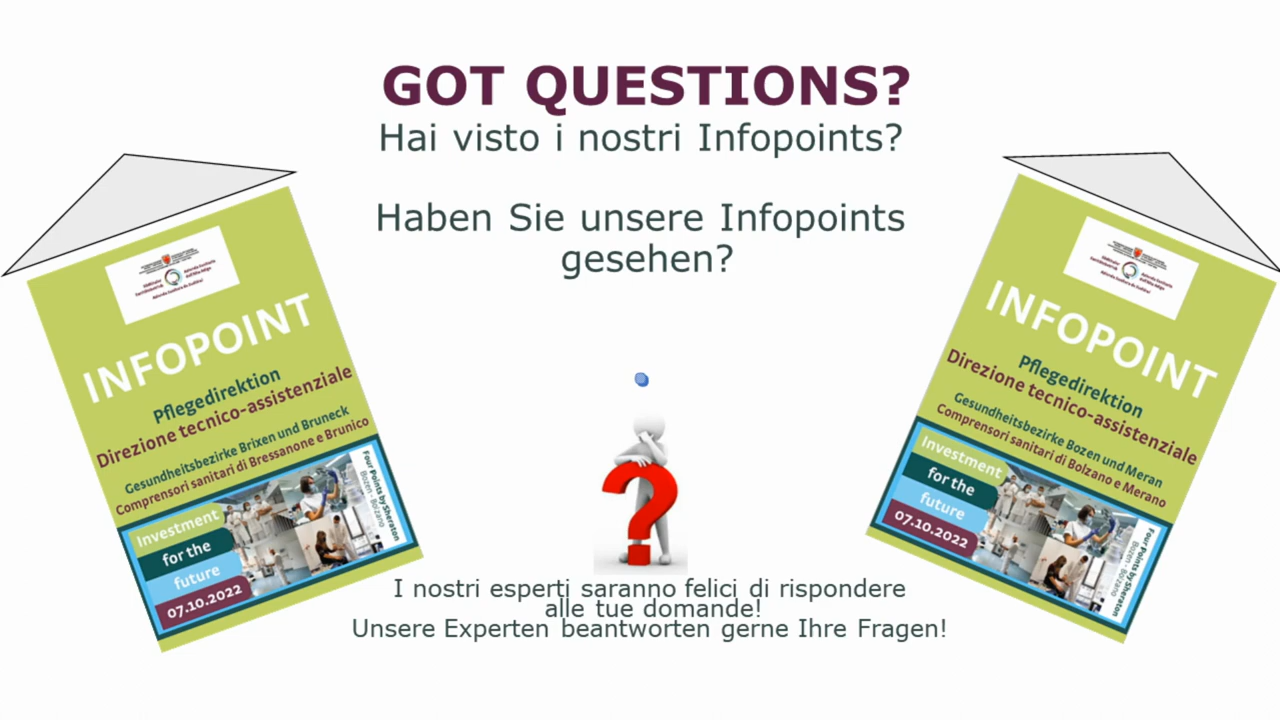 GOT QUESTIONS?
Hai visto i nostri Infopoints?
Haben Sie unsere Infopoints
gesehen?
INFOPOINT
Pflegedirektion
Direzione tecnico-assistenziale
Gesundheitsbezirke Brixen und Bruneck
Comprensori sanitari di Bressanone e Brunico
Investment
for the
future
07.10.2022
Four Points by Sheraton
Bozen - Bolzano
INFOPOINT
Pflegedirektion
Direzione tecnico-assistenziale
Gesundheitsbezirke Bozen und Meran
Comprensori sanitari di Bolzano e Merano
Investment
for the
future
07.10.2022
Four Points by Sheraton
Bozen - Bolzano
I nostri esperti saranno felici di rispondere
alle tue domande!
Unsere Experten beantworten gerne Ihre Fragen!